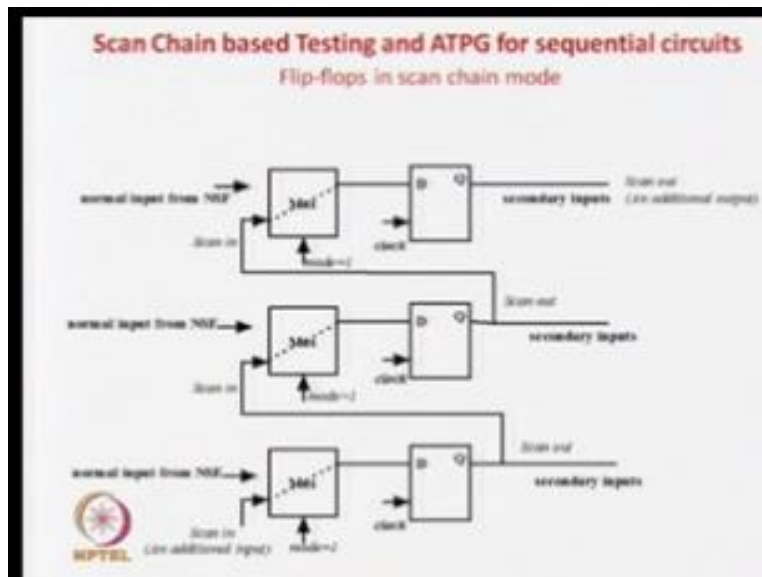 Scan Chain based Testing and ATPG for sequential circuits
Flip-flops in scan chain mode
normal input from NSF
Mux
D Q
secondary inputs
Scan out
(An additional output)
Scan in
mode=1
clock
normal input from NSF
Mux
D Q
Scan out
secondary inputs
Scan in
mode=1
clock
normal input from NSF
Mux
D Q
Scan out
secondary inputs
Scan in
(An additional input)
mode=1
clock
NPTEL